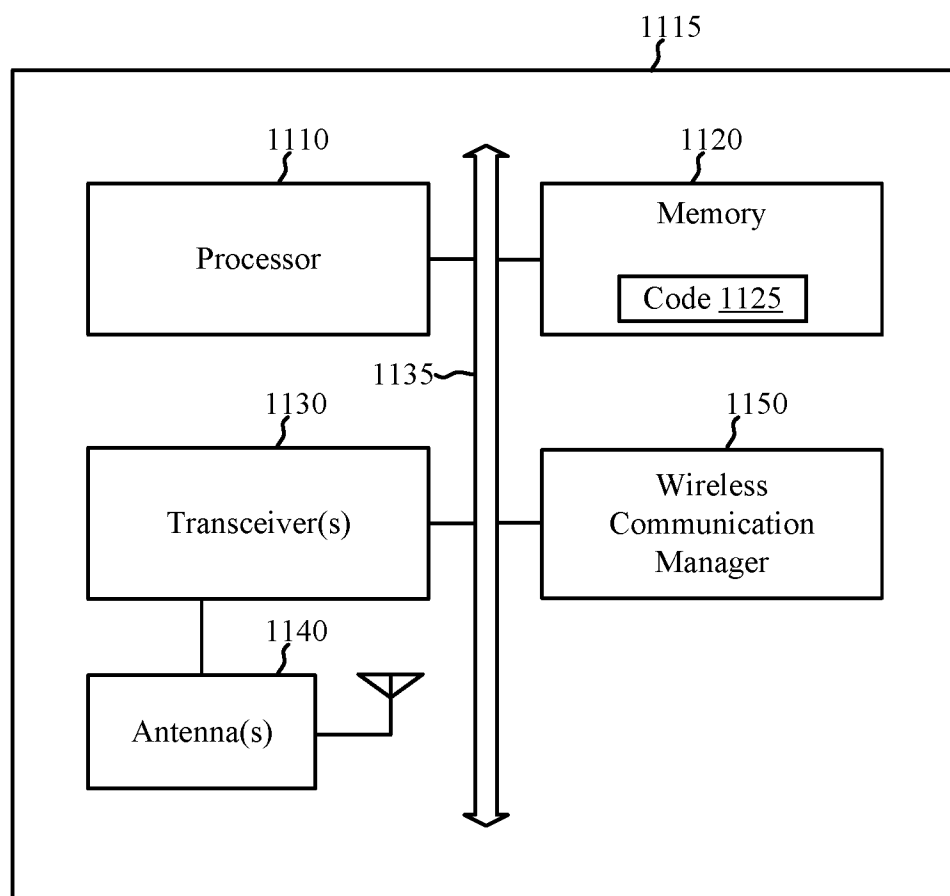 1115
1110
1120
Processor
Memory
Code 1125
1135
1130
1150
Transceiver(s)
Wireless
Communication
Manager
1140
Antenna(s)